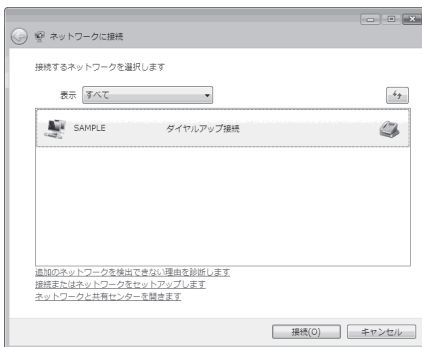 ネットワークに接続
接続するネットワークを選択します
表示 すべて
SAMPLE ダイヤルアップ接続
追加のネットワークを検出できない理由を診断します
接続またはネットワークをセットアップします
ネットワークと共有センターを開きます
接続(O) キャンセル